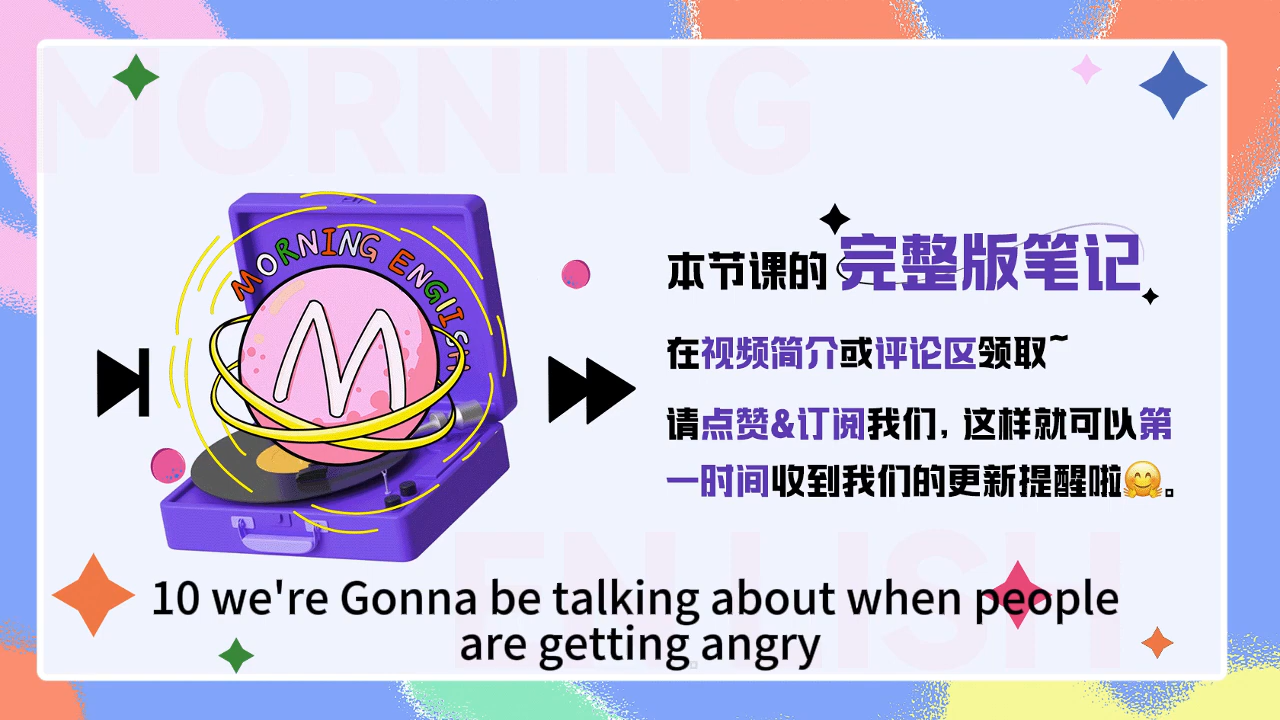 MORNING
MORNING ENGLISH
M
本节课的 完整版笔记
在视频简介或评论区领取~
请点赞&订阅我们, 这样就可以第
一时间收到我们的更新提醒啦🤗。
ENGLISH
10 we're Gonna be talking about when people
are getting angry